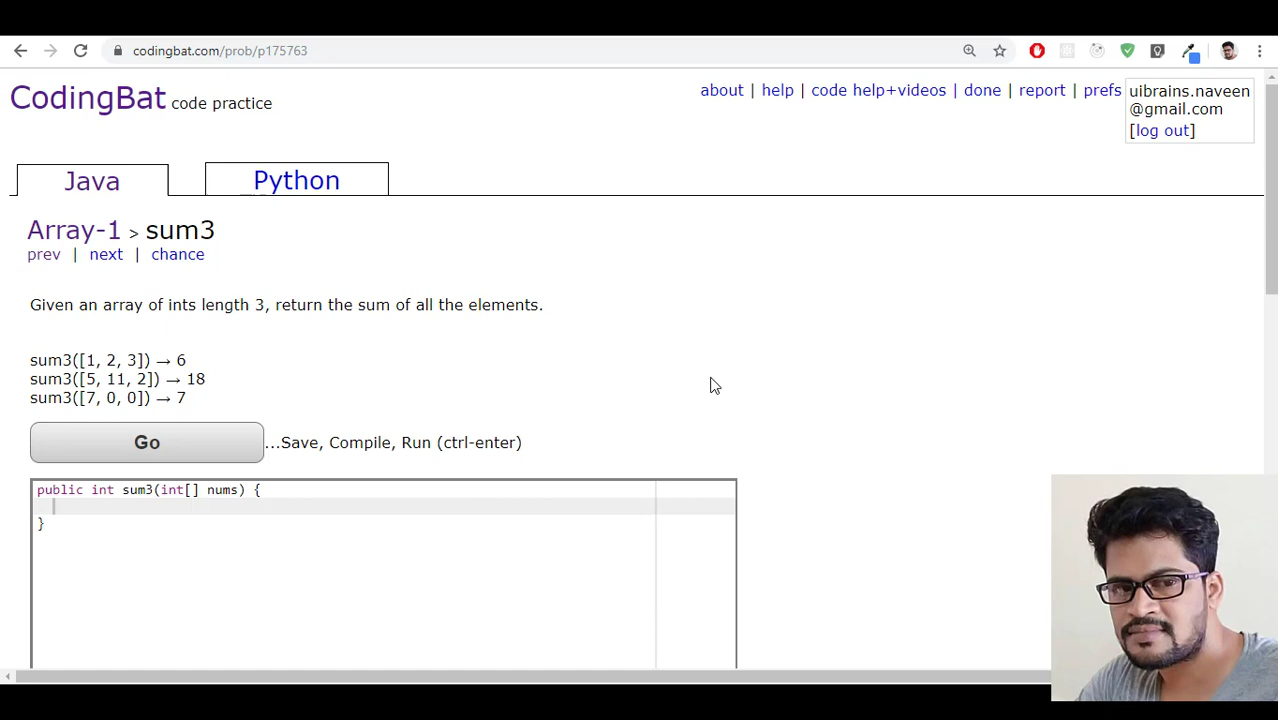 codingbat.com/prob/p175763
CodingBat code practice
about | help | code help+videos | done | report | prefs
uibrains.naveen
@gmail.com
[log out]
Java
Python
Array-1 > sum3
prev | next | chance
Given an array of ints length 3, return the sum of all the elements.
sum3([1, 2, 3]) → 6
sum3([5, 11, 2]) → 18
sum3([7, 0, 0]) → 7
Go
...Save, Compile, Run (ctrl-enter)
public int sum3(int[] nums) {
}